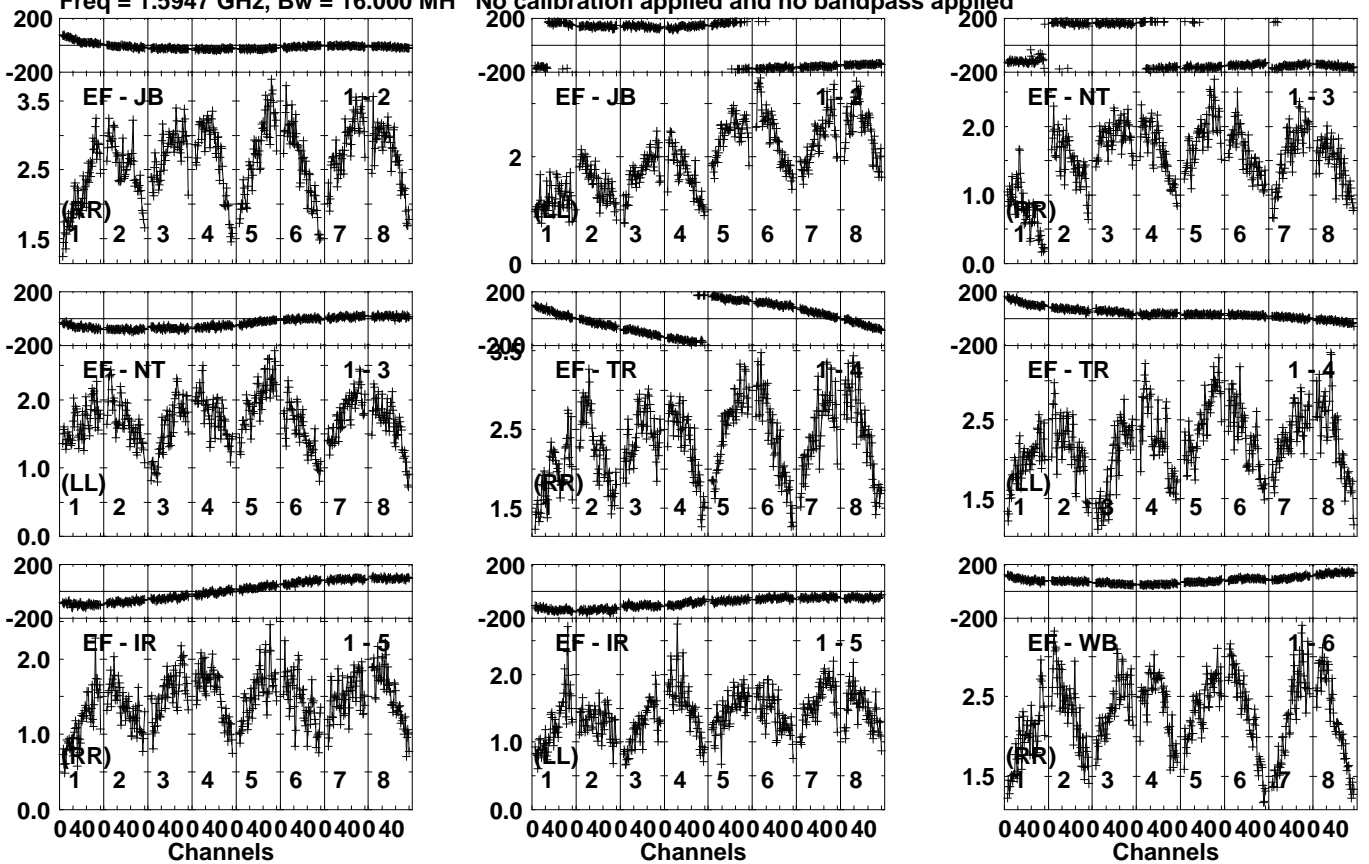 Freq = 1.5947 GHz, Bw = 16.000 MH No calibration applied and no bandpass applied
200
-200
3.5
2.5
1.5
EF - JB 1 - 2
(RR)
1 2 3 4 5 6 7 8
200
-200
2
0
EF - JB 1 - 2
(LL)
1 2 3 4 5 6 7 8
200
-200
2.0
1.0
0.0
EF - NT 1 - 3
(RR)
1 2 3 4 5 6 7 8
200
-200
2.0
1.0
0.0
EF - NT 1 - 3
(LL)
1 2 3 4 5 6 7 8
200
-200
3.5
2.5
1.5
EF - TR 1 - 4
(RR)
1 2 3 4 5 6 7 8
200
-200
2.5
1.5
EF - TR 1 - 4
(LL)
1 2 3 4 5 6 7 8
200
-200
2.0
1.0
0.0
EF - IR 1 - 5
(RR)
1 2 3 4 5 6 7 8
0 40 0 40 0 40 0 40 0 40 0 40 0 40 0 40
Channels
200
-200
2.0
1.0
0.0
EF - IR 1 - 5
(LL)
1 2 3 4 5 6 7 8
0 40 0 40 0 40 0 40 0 40 0 40 0 40 0 40
Channels
200
-200
2.5
1.5
EF - WB 1 - 6
(RR)
1 2 3 4 5 6 7 8
0 40 0 40 0 40 0 40 0 40 0 40 0 40 0 40
Channels